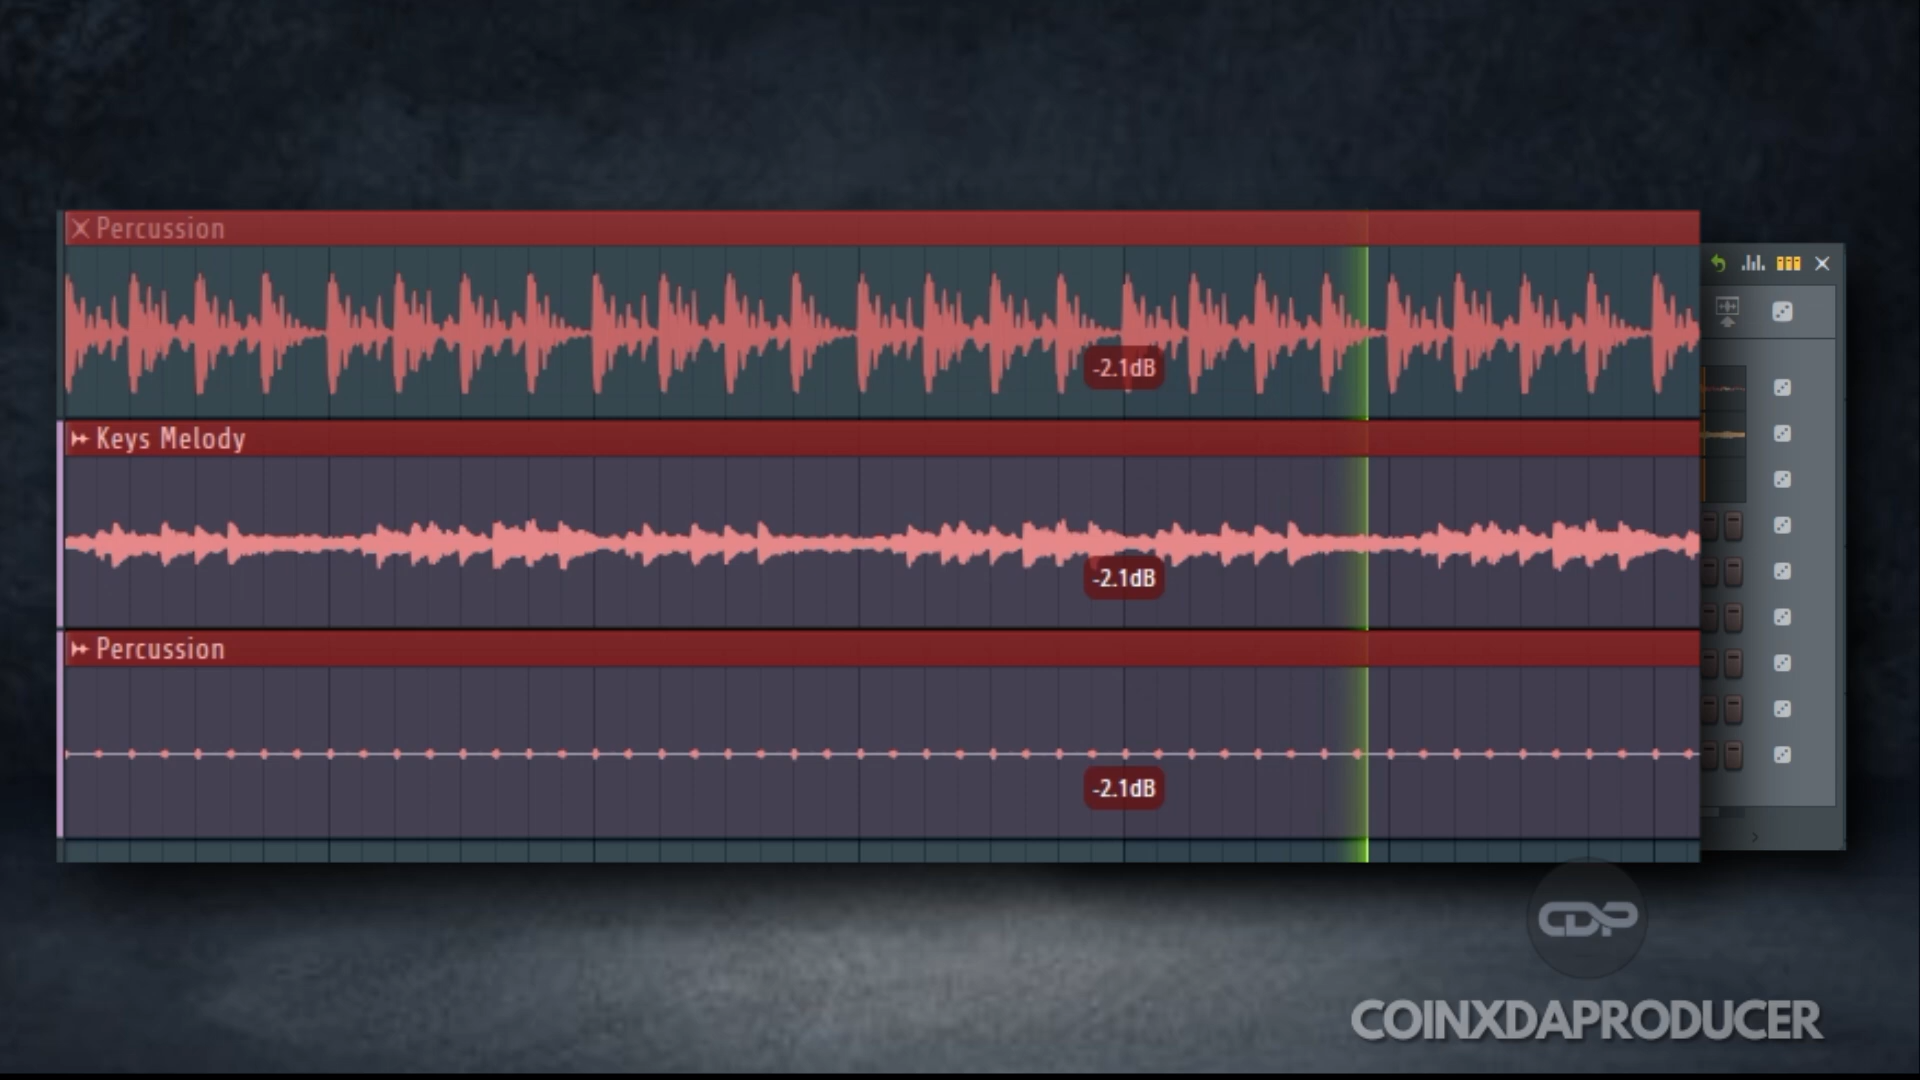 Percussion
-2.1dB
Keys Melody
-2.1dB
Percussion
-2.1dB
CDP
COINXDAPRODUCER